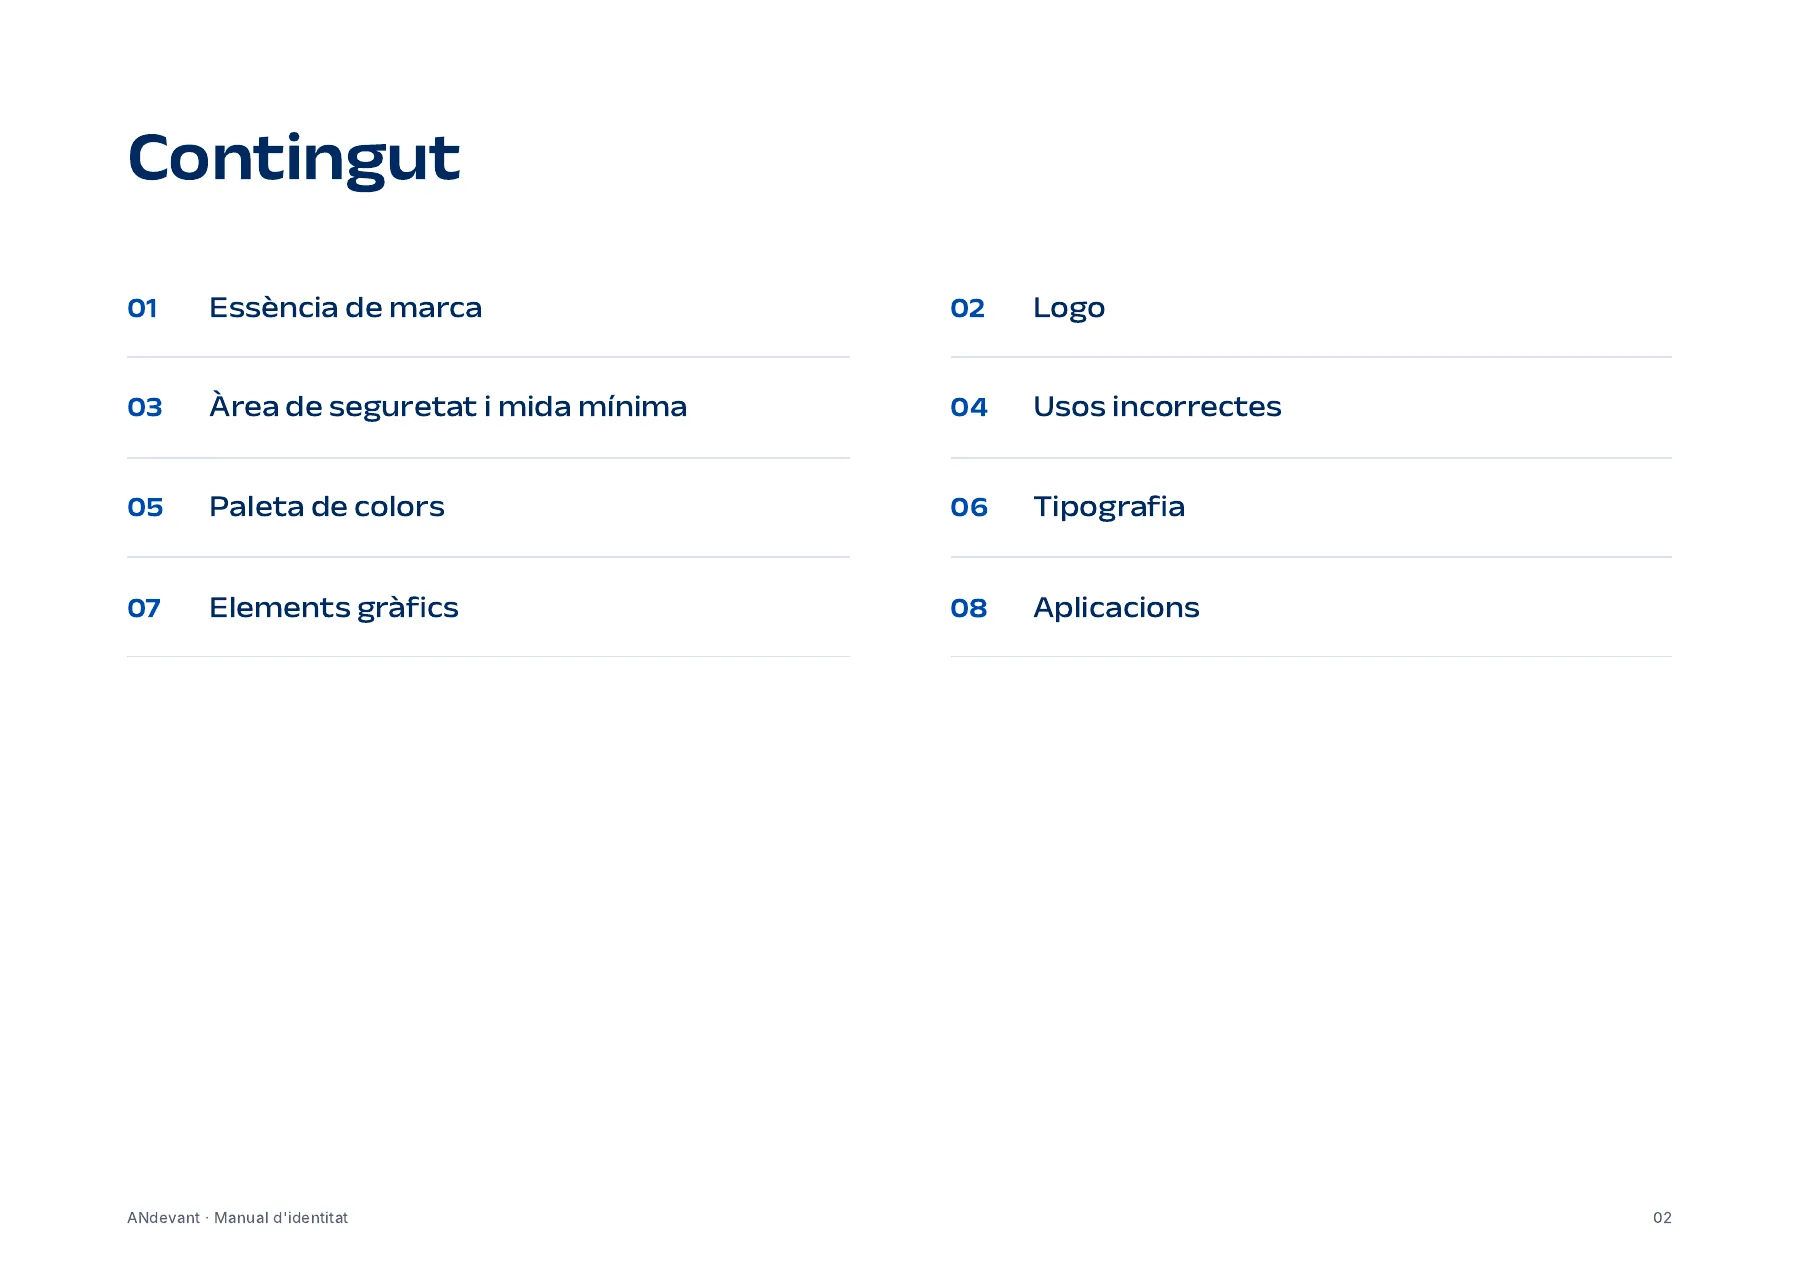 Contingut
01 Essència de marca
02 Logo
03 Àrea de seguretat i mida mínima
04 Usos incorrectes
05 Paleta de colors
06 Tipografia
07 Elements gràfics
08 Aplicacions
ANdevant · Manual d'identitat
02